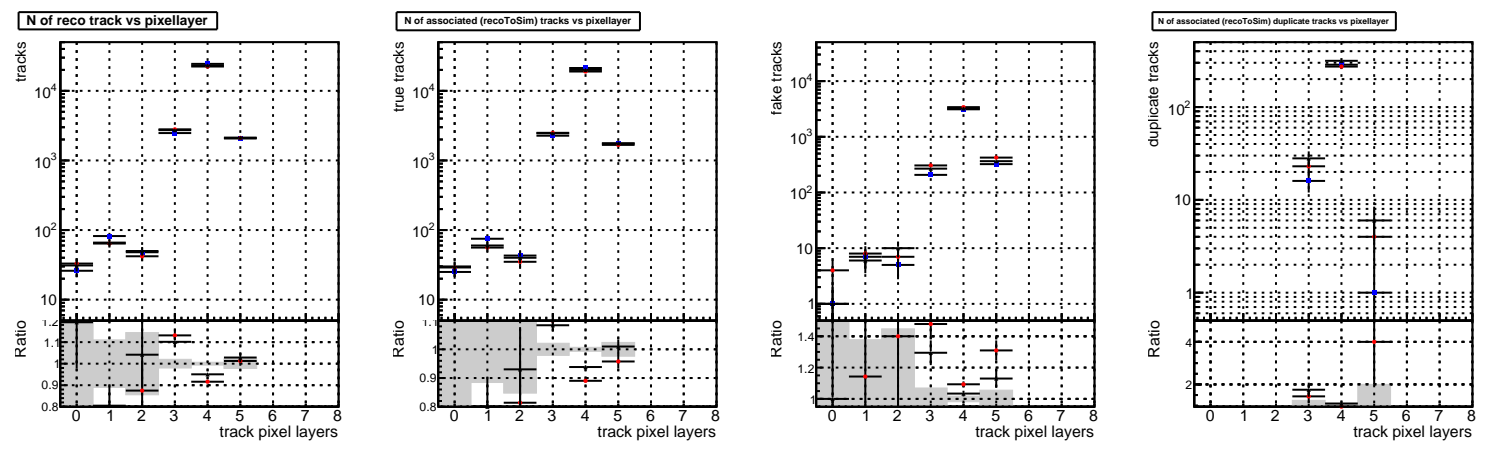 N of reco track vs pixellayer
tracks
10^4
10^3
10^2
10
Ratio
1.2
1.1
1
0.9
0.8
0 1 2 3 4 5 6 7 8
track pixel layers
N of associated (recoToSim) tracks vs pixellayer
true tracks
10^4
10^3
10^2
10
Ratio
1.1
1
0.9
0.8
0 1 2 3 4 5 6 7 8
track pixel layers
fake tracks
10^4
10^3
10^2
10
1
Ratio
1.4
1.2
1
0 1 2 3 4 5 6 7 8
track pixel layers
N of associated (recoToSim) duplicate tracks vs pixellayer
duplicate tracks
10^2
10
1
Ratio
4
2
0 1 2 3 4 5 6 7 8
track pixel layers